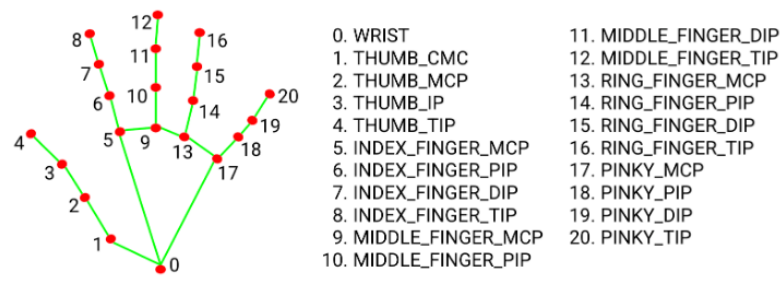 12
8
16
11
7
15
20
6
10
14
19
4
5
9
13
18
3
17
2
1
0
0. WRIST
1. THUMB_CMC
2. THUMB_MCP
3. THUMB_IP
4. THUMB_TIP
5. INDEX_FINGER_MCP
6. INDEX_FINGER_PIP
7. INDEX_FINGER_DIP
8. INDEX_FINGER_TIP
9. MIDDLE_FINGER_MCP
10. MIDDLE_FINGER_PIP
11. MIDDLE_FINGER_DIP
12. MIDDLE_FINGER_TIP
13. RING_FINGER_MCP
14. RING_FINGER_PIP
15. RING_FINGER_DIP
16. RING_FINGER_TIP
17. PINKY_MCP
18. PINKY_PIP
19. PINKY_DIP
20. PINKY_TIP